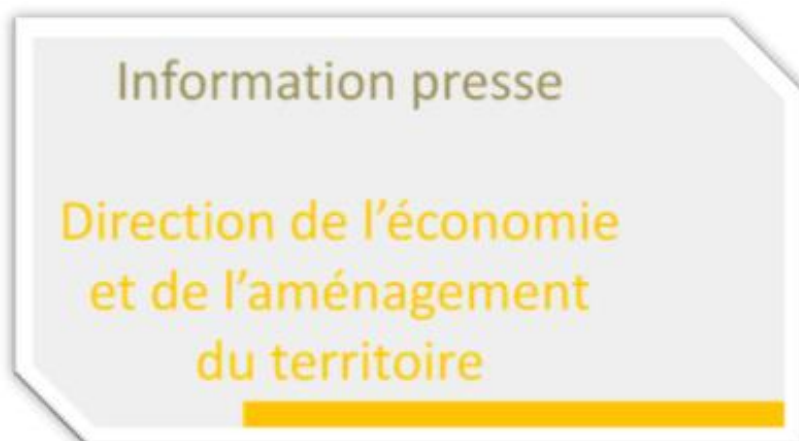 Information presse
Direction de l’économie
et de l’aménagement
du territoire